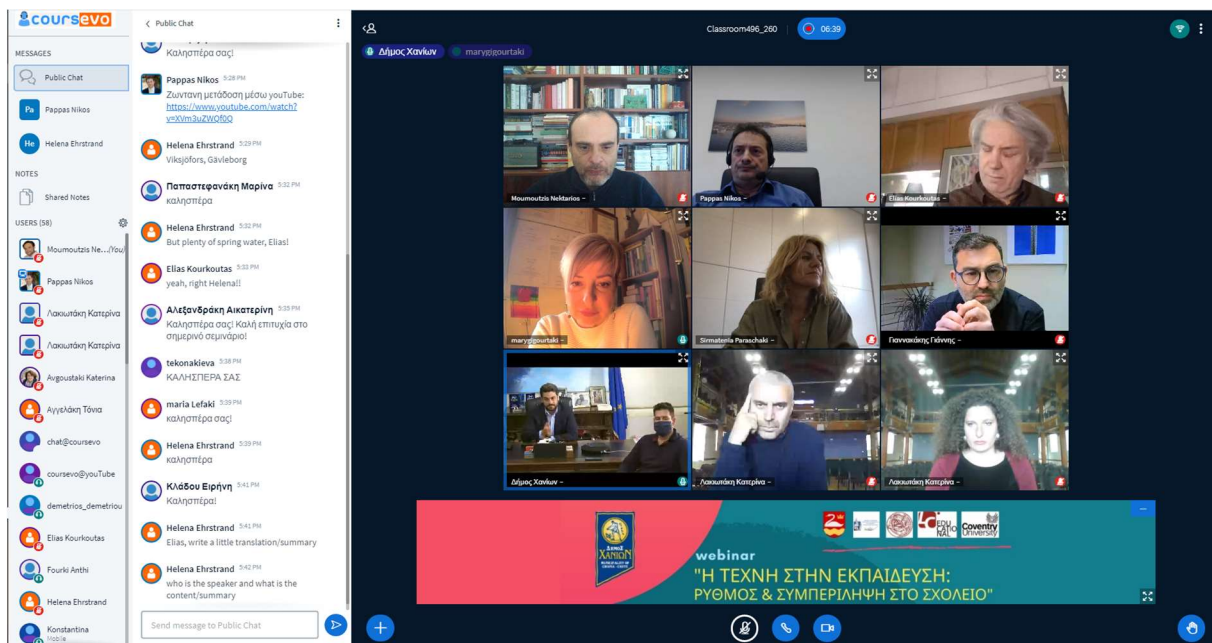 coursevo
MESSAGES
Public Chat
Pa
Pappas Nikos
He
Helena Ehrstrand
NOTES
Shared Notes
USERS (58)
Moumoutzis Ne.../You/
Pappas Nikos
Λακιωτάκη Κατερίνα
Λακιωτάκη Κατερίνα
Avgoustaki Katerina
Αγγελάκη Τόνια
chat@coursevo
coursevo@youTube
demetrios_demetriou
Elias Kourkoutas
Fourki Anthi
Helena Ehrstrand
Konstantina
Mobile
Public Chat
Καλησπέρα σας!
Pappas Nikos 5:28 PM
Ζωντανη μετάδοση μέσω youTube:
https://www.youtube.com/watch?
v=XVm3uZWQf0Q
Helena Ehrstrand 5:29 PM
Viksjöfors, Gävleborg
Παπαστεφανάκη Μαρίνα 5:32 PM
καλησπέρα
Helena Ehrstrand 5:32 PM
But plenty of spring water, Elias!
Elias Kourkoutas 5:33 PM
yeah, right Helena!!
Αλεξανδράκη Αικατερίνη 5:35 PM
Καλησπέρα σας! Καλή επιτυχία στο
σημερινό σεμινάριο!
tekonakieva 5:38 PM
ΚΑΛΗΣΠΕΡΑ ΣΑΣ
maria Lefaki 5:39 PM
καλησπέρα σας!
Helena Ehrstrand 5:39 PM
καλησπέρα
Κλάδου Ειρήνη 5:41 PM
Καλησπέρα!
Helena Ehrstrand 5:41 PM
Elias, write a little translation/summary
Helena Ehrstrand 5:42 PM
who is the speaker and what is the
content/summary
Send message to Public Chat
Classroom496_260
06:39
Δήμος Χανίων
marygigourtaki
Moumoutzis Nektarios
Pappas Nikos
Elias Kourkoutas
marygigourtaki
Sirmatenia Paraschaki
Γιαννακάκης Γιάννης
Δήμος Χανίων
Λακιωτάκη Κατερίνα
Λακιωτάκη Κατερίνα
ΔΗΜΟΣ
ΧΑΝΙΩΝ
EDU
CATIO
NAL
Coventry
University
webinar
"Η ΤΕΧΝΗ ΣΤΗΝ ΕΚΠΑΙΔΕΥΣΗ:
ΡΥΘΜΟΣ & ΣΥΜΠΕΡΙΛΗΨΗ ΣΤΟ ΣΧΟΛΕΙΟ"